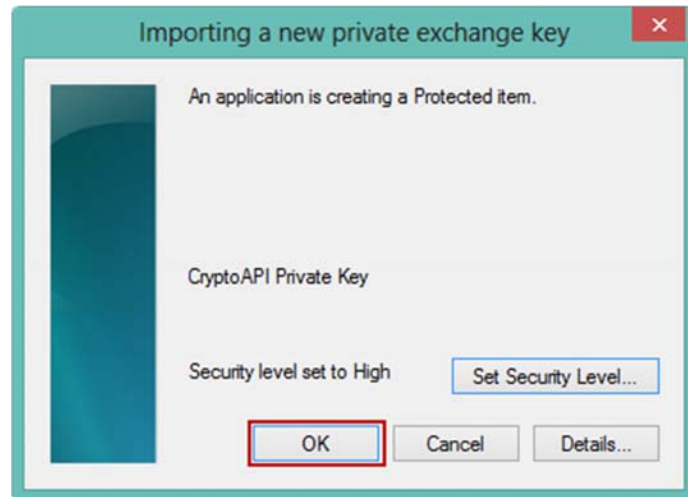 Importing a new private exchange key
An application is creating a Protected item.
CryptoAPI Private Key
Security level set to High
Set Security Level...
OK
Cancel
Details...